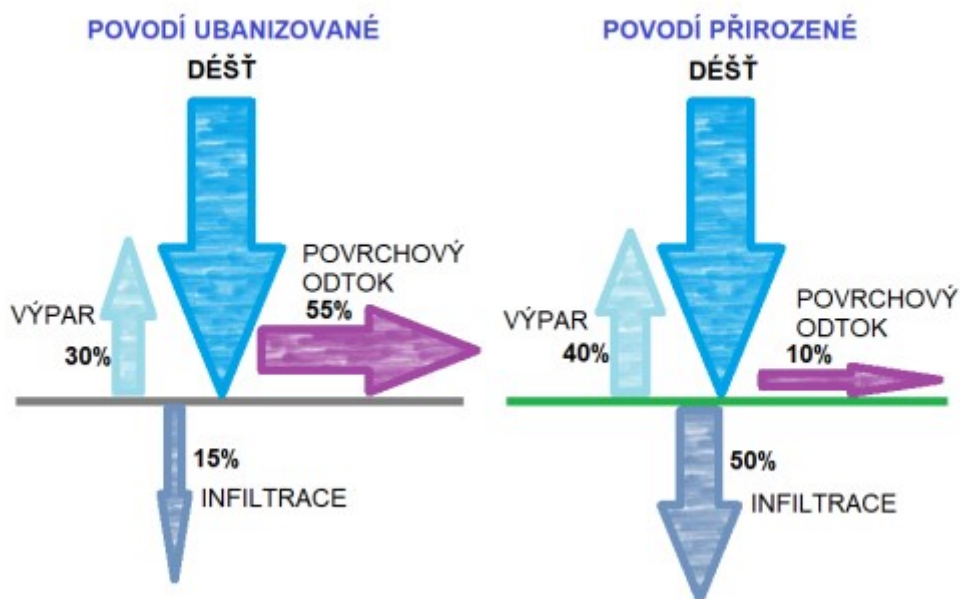 POVODÍ UBANIZOVANÉ
DÉŠŤ
POVRCHOVÝ
ODTOK
55%
VÝPAR
30%
15%
INFILTRACE
POVODÍ PŘIROZENÉ
DÉŠŤ
POVRCHOVÝ
ODTOK
10%
VÝPAR
40%
50%
INFILTRACE